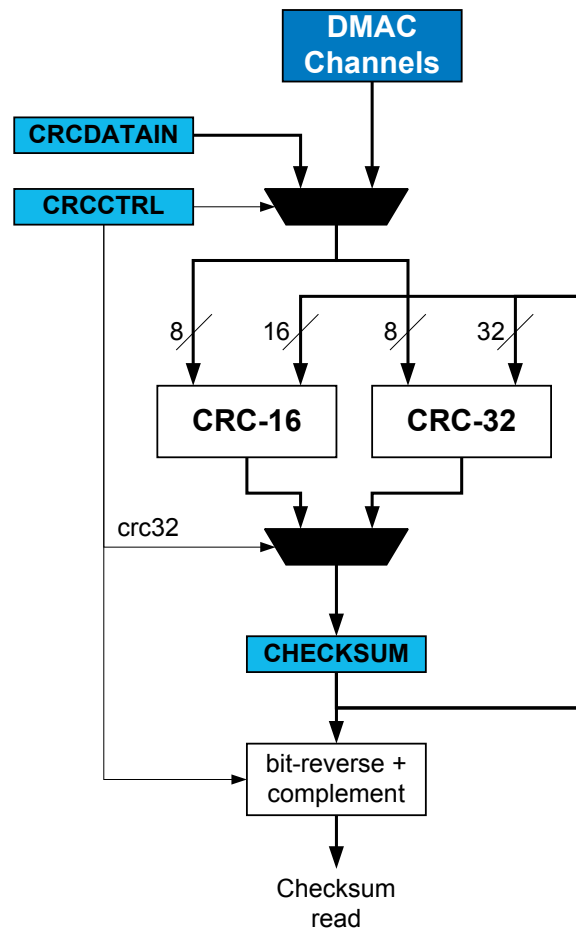 DMAC
Channels
CRCDATAIN
CRCCTRL
8
16
8
32
CRC-16
CRC-32
crc32
CHECKSUM
bit-reverse +
complement
Checksum
read